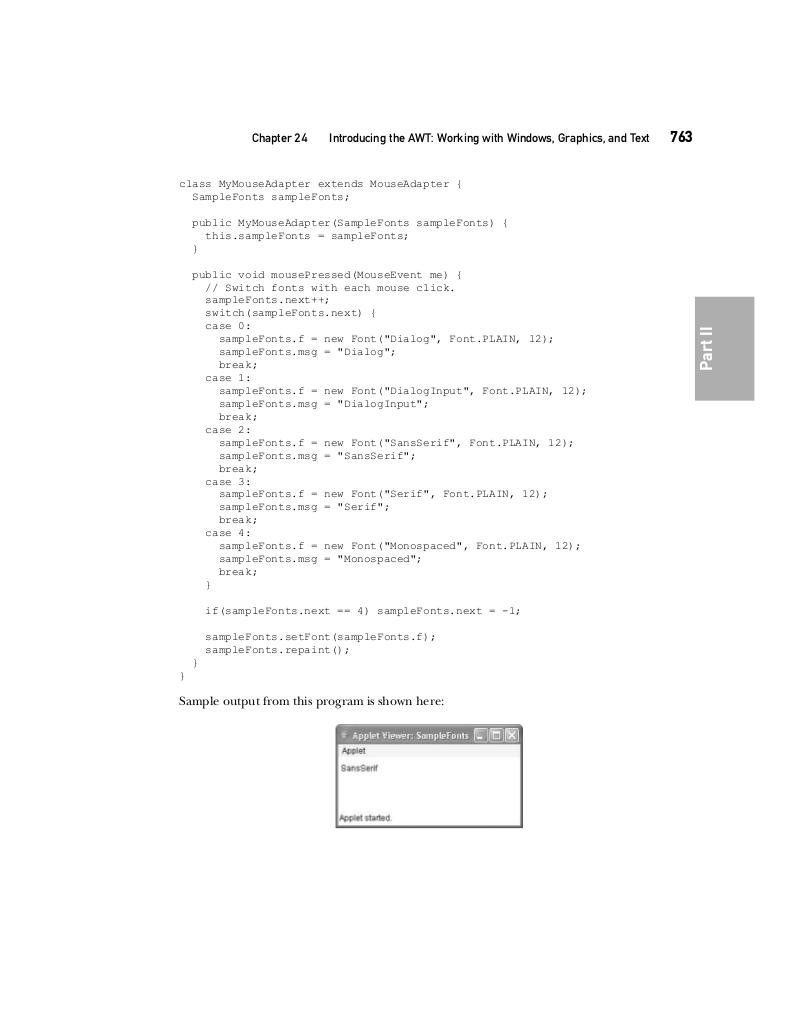 Chapter 24 Introducing the AWT: Working with Windows, Graphics, and Text 763
class MyMouseAdapter extends MouseAdapter {
  SampleFonts sampleFonts;

  public MyMouseAdapter(SampleFonts sampleFonts) {
    this.sampleFonts = sampleFonts;
  }

  public void mousePressed(MouseEvent me) {
    // Switch fonts with each mouse click.
    sampleFonts.next++;
    switch(sampleFonts.next) {
    case 0:
      sampleFonts.f = new Font("Dialog", Font.PLAIN, 12);
      sampleFonts.msg = "Dialog";
      break;
    case 1:
      sampleFonts.f = new Font("DialogInput", Font.PLAIN, 12);
      sampleFonts.msg = "DialogInput";
      break;
    case 2:
      sampleFonts.f = new Font("SansSerif", Font.PLAIN, 12);
      sampleFonts.msg = "SansSerif";
      break;
    case 3:
      sampleFonts.f = new Font("Serif", Font.PLAIN, 12);
      sampleFonts.msg = "Serif";
      break;
    case 4:
      sampleFonts.f = new Font("Monospaced", Font.PLAIN, 12);
      sampleFonts.msg = "Monospaced";
      break;
    }

    if(sampleFonts.next == 4) sampleFonts.next = -1;

    sampleFonts.setFont(sampleFonts.f);
    sampleFonts.repaint();
  }
}
Part II
Sample output from this program is shown here:
Applet Viewer: SampleFonts
Applet
SansSerif
Applet started.